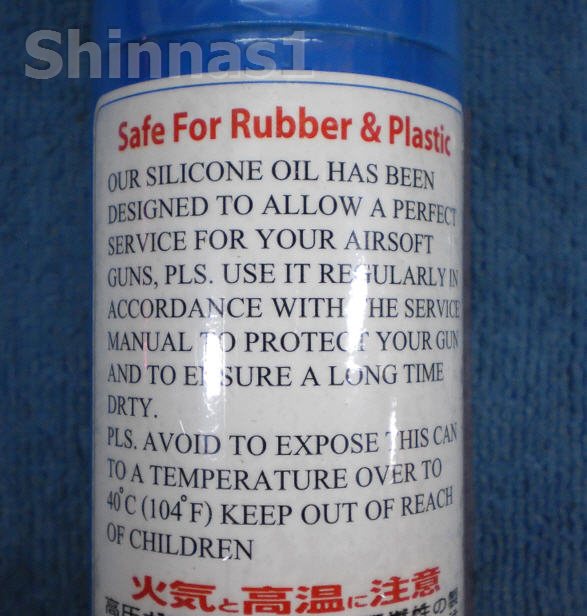 Shinnas1
Safe For Rubber & Plastic
OUR SILICONE OIL HAS BEEN
DESIGNED TO ALLOW A PERFECT
SERVICE FOR YOUR AIRSOFT
GUNS, PLS. USE IT REGULARLY IN
ACCORDANCE WITH THE SERVICE
MANUAL TO PROTECT YOUR GUN
AND TO ENSURE A LONG TIME
DRTY.
PLS. AVOID TO EXPOSE THIS CAN
TO A TEMPERATURE OVER TO
40°C (104°F) KEEP OUT OF REACH
OF CHILDREN
火気と高温に注意